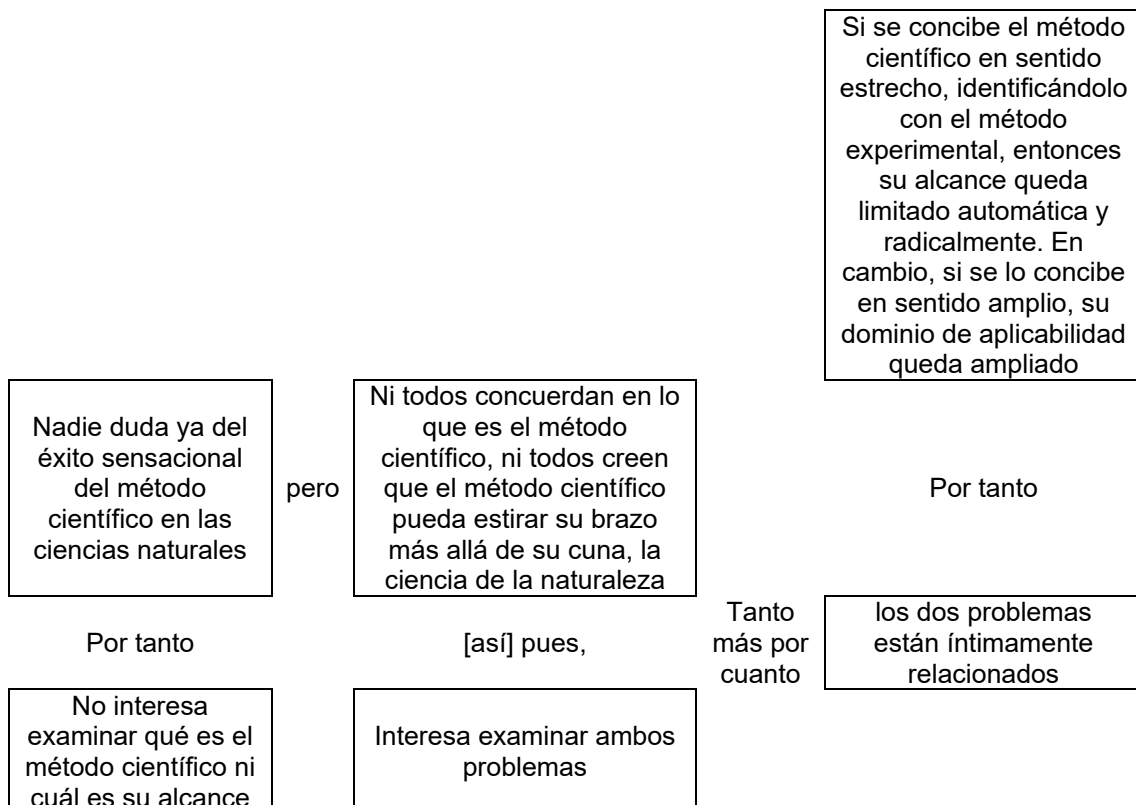 Si se concibe el método
científico en sentido
estrecho, identificándolo
con el método
experimental, entonces
su alcance queda
limitado automática y
radicalmente. En
cambio, si se lo concibe
en sentido amplio, su
dominio de aplicabilidad
queda ampliado
Nadie duda ya del
éxito sensacional
del método
científico en las
ciencias naturales
pero
Ni todos concuerdan en lo
que es el método
científico, ni todos creen
que el método científico
pueda estirar su brazo
más allá de su cuna, la
ciencia de la naturaleza
Por tanto
Por tanto
[así] pues,
Tanto
más por
cuanto
los dos problemas
están íntimamente
relacionados
No interesa
examinar qué es el
método científico ni
cuál es su alcance
Interesa examinar ambos
problemas